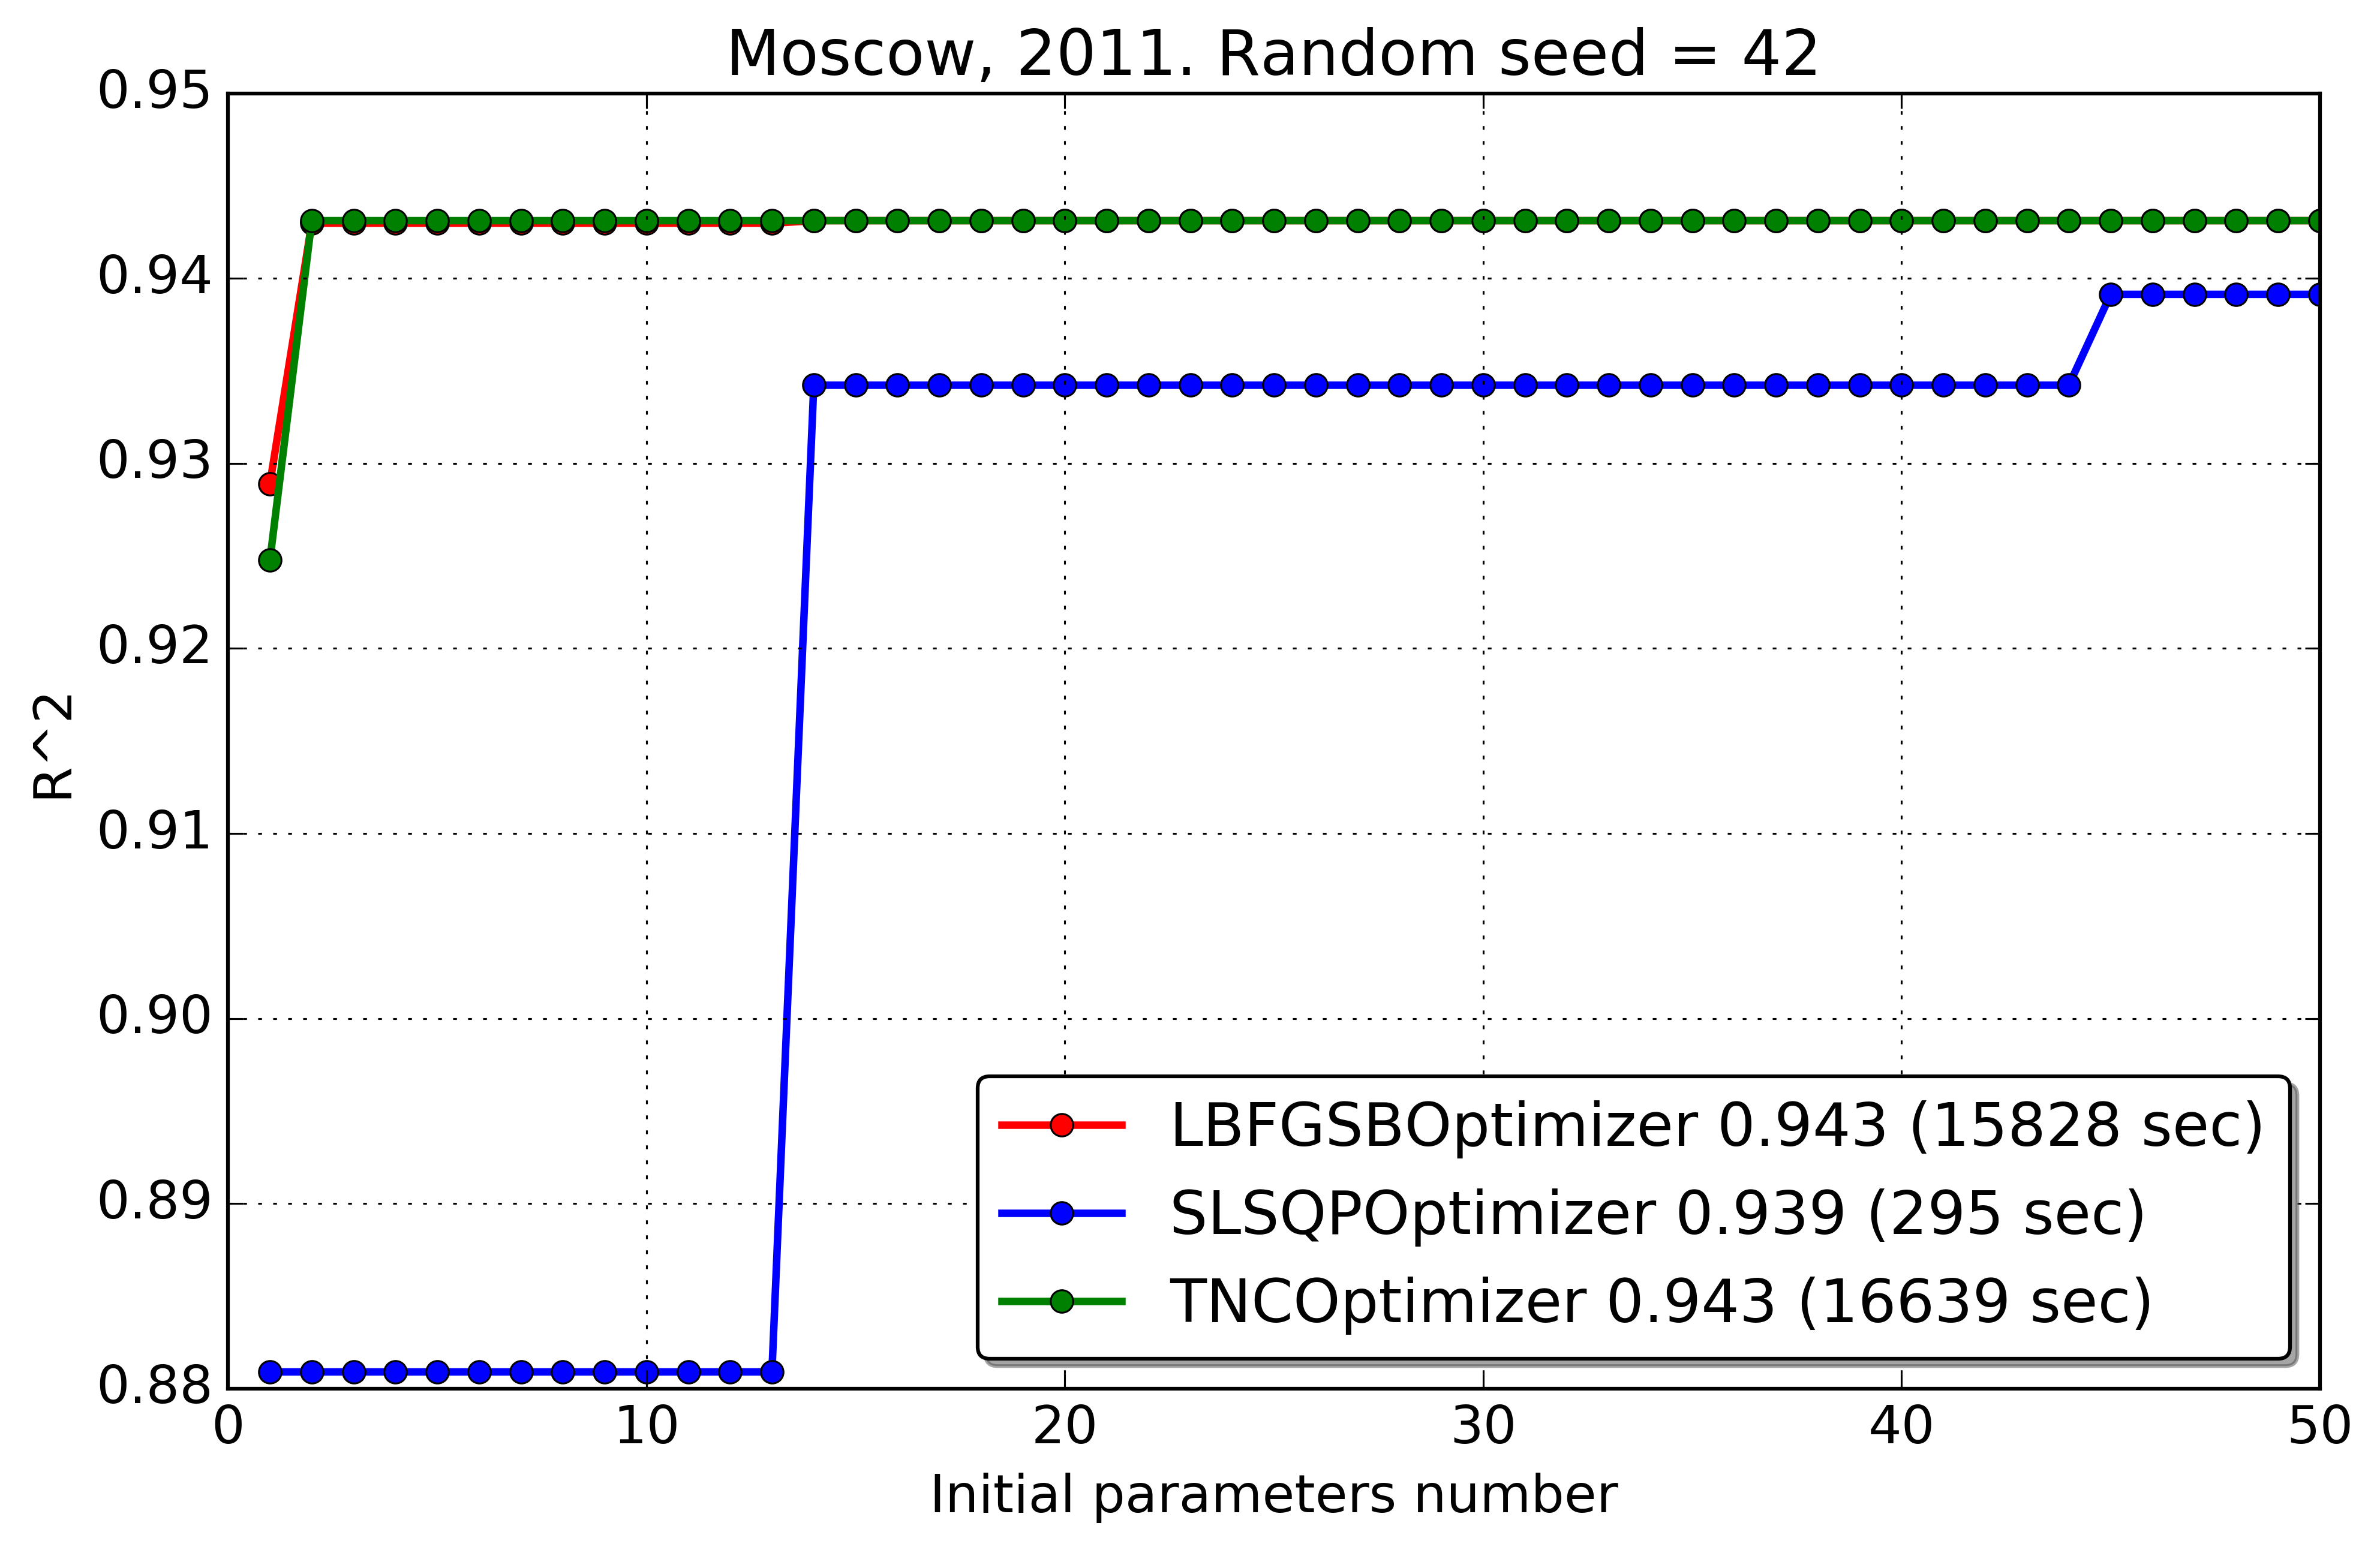 Moscow, 2011. Random seed = 42
0.95
0.94
0.93
0.92
0.91
0.90
0.89
0.88
R^2
LBFGSBOptimizer 0.943 (15828 sec)
SLSQPOptimizer 0.939 (295 sec)
TNCOptimizer 0.943 (16639 sec)
0 10 20 30 40 50
Initial parameters number